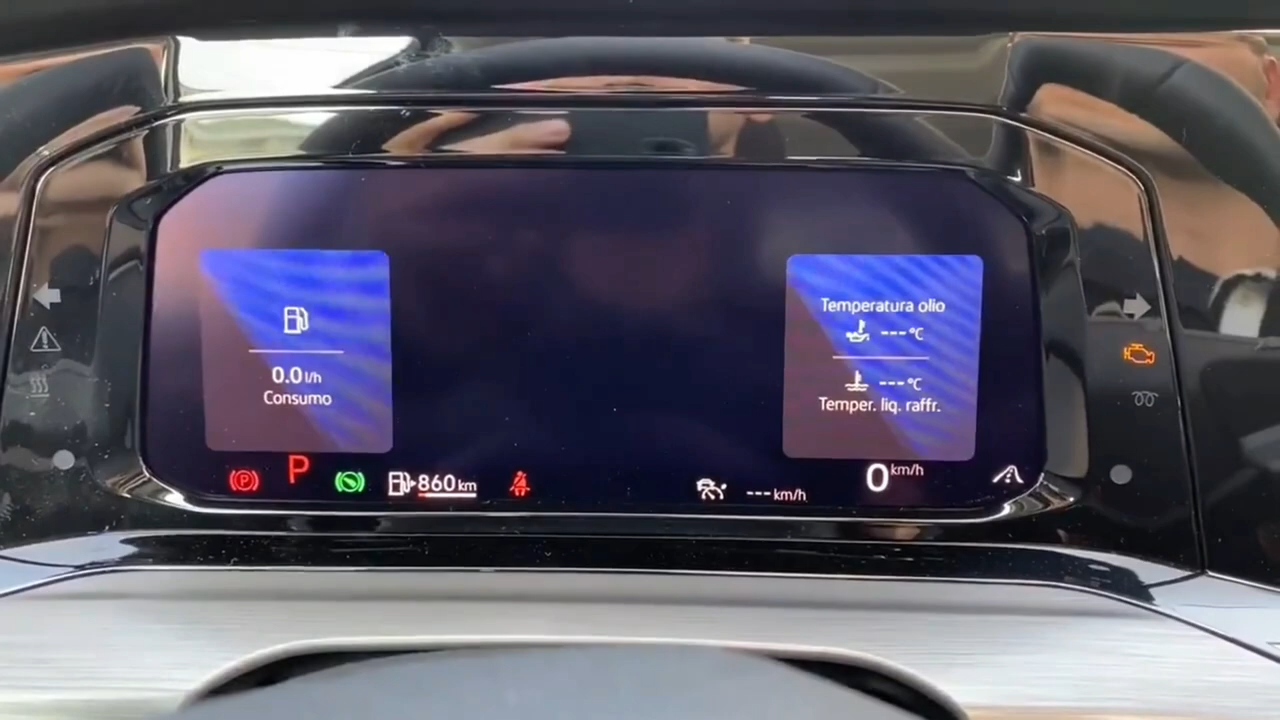 0.0 l/h
Consumo
Temperatura olio
--- °C
--- °C
Temper. liq. raffr.
P
P
860 km
--- km/h
0 km/h